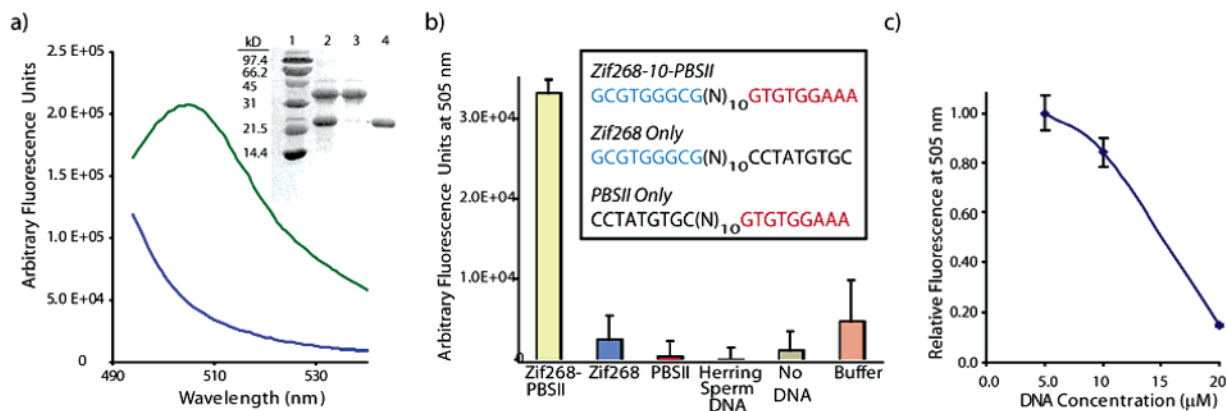 a)
2.5 E+05
2.0E+05
1.5E+05
1.0E+05
5.0E+04
0
Arbitrary Fluorescence Units
490
510
530
Wavelength (nm)
kD
1 2 3 4
97.4
66.2
45
31
21.5
14.4
b)
Arbitrary Fluorescence Units at 505 nm
3.0E+04
2.0E+04
1.0E+04
0
Zif268-10-PBSII
GCGTGGGCG(N)10GTGTGGAAA
Zif268 Only
GCGTGGGCG(N)10CCTATGTGC
PBSII Only
CCTATGTGC(N)10GTGTGGAAA
Zif268-
PBSII
Zif268
PBSII
Herring
Sperm
DNA
No
DNA
Buffer
c)
Relative Fluorescence at 505 nm
1.00
0.80
0.60
0.40
0.20
0.0
0.0
5.0
10
15
20
DNA Concentration (μM)